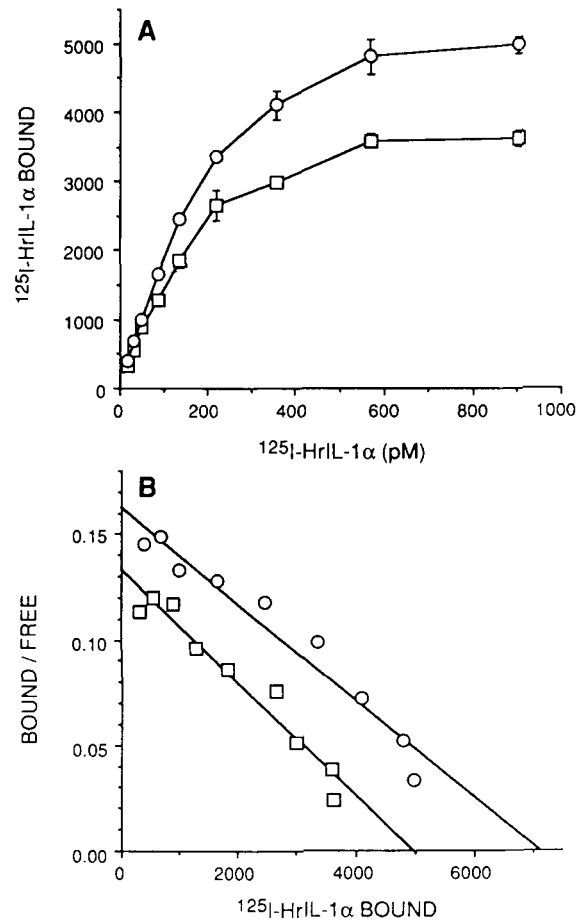 A
5000
4000
3000
2000
1000
0
¹²⁵I-HrIL-1α BOUND
0 200 400 600 800 1000
¹²⁵I-HrIL-1α (pM)
B
0.15
0.10
0.05
0.00
BOUND / FREE
0 2000 4000 6000
¹²⁵I-HrIL-1α BOUND